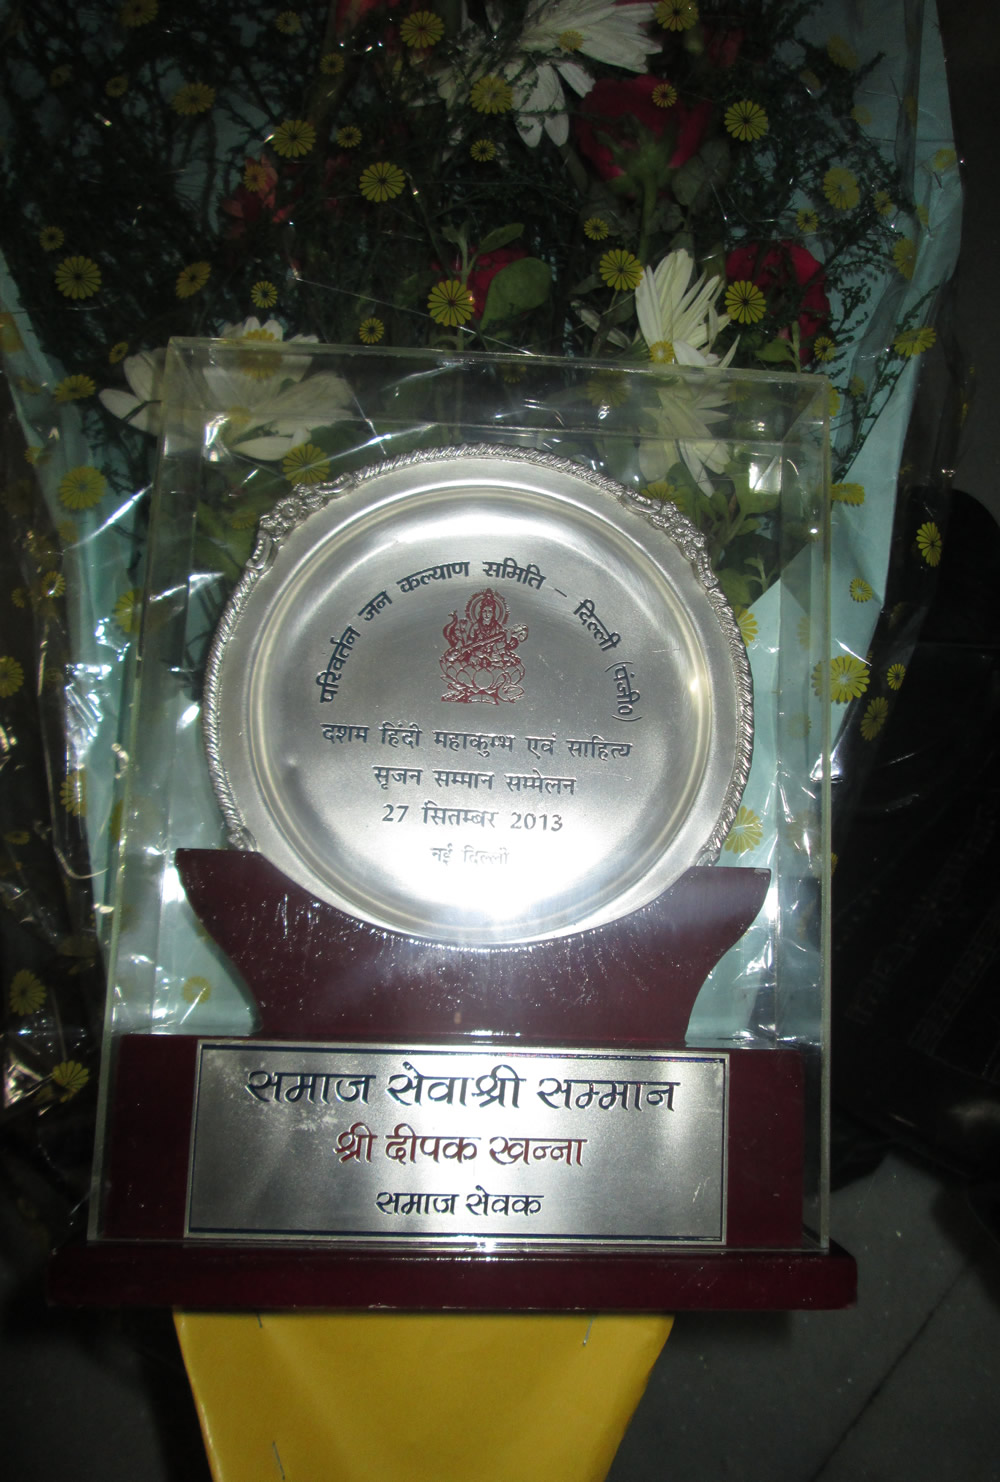 परिवर्तन जन कल्याण समिति – दिल्ली (पंजी०)
दशम हिंदी महाकुम्भ एवं साहित्य
सृजन सम्मान सम्मेलन
27 सितम्बर 2013
नई दिल्ली
समाज सेवाश्री सम्मान
श्री दीपक खन्ना
समाज सेवक